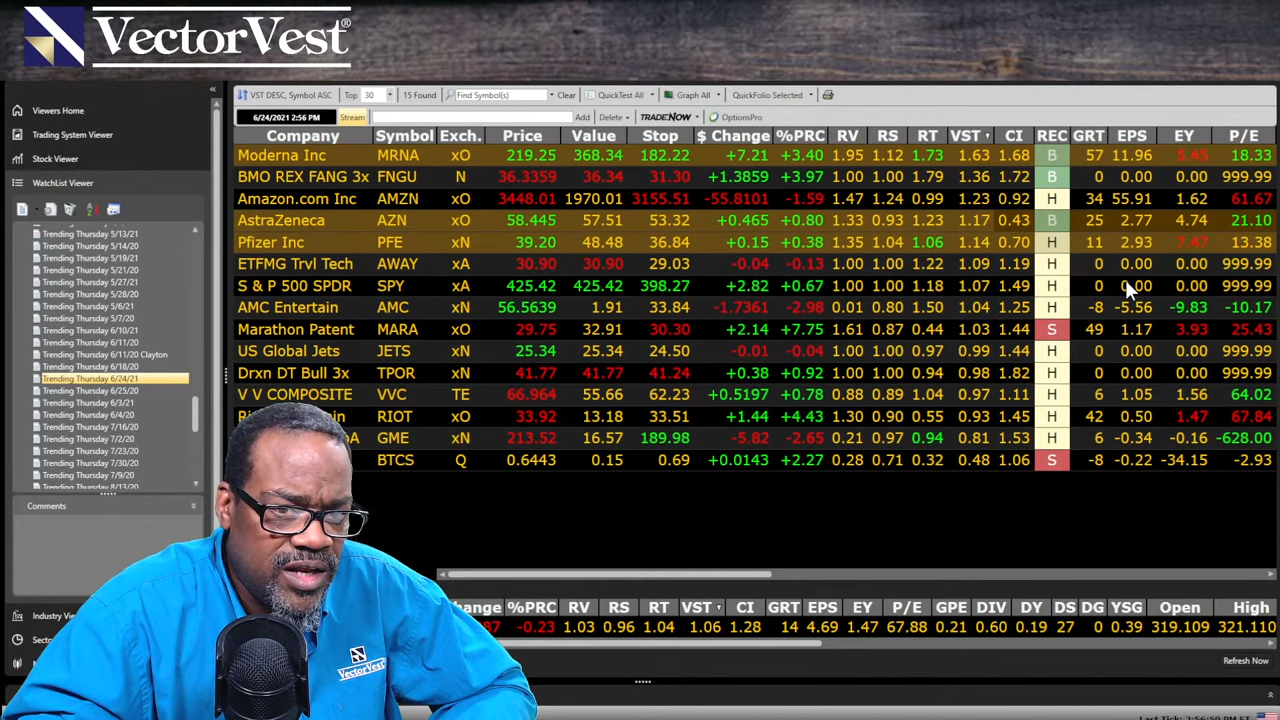 VectorVest®
«
VST DESC, Symbol ASC Top 30 15 Found Find Symbol(s) Clear QuickTest All Graph All QuickFolio Selected
Viewers Home
Trading System Viewer
Stock Viewer
WatchList Viewer
Trending Thursday 5/13/21
Trending Thursday 5/14/20
Trending Thursday 5/21/20
Trending Thursday 5/27/21
Trending Thursday 5/28/20
Trending Thursday 5/6/21
Trending Thursday 5/7/20
Trending Thursday 6/10/21
Trending Thursday 6/11/20
Trending Thursday 6/11/20 Clayton
Trending Thursday 6/18/20
Trending Thursday 6/24/21
Trending Thursday 6/25/20
Trending Thursday 6/3/21
Trending Thursday 6/4/20
Trending Thursday 7/16/20
Trending Thursday 7/2/20
Trending Thursday 7/23/20
Trending Thursday 7/30/20
Trending Thursday 7/9/20
Trending Thursday 8/13/20
Comments
Industry
6/24/2021 2:56 PM Stream Add Delete TRADENOW OptionsPro
Company Symbol Exch. Price Value Stop $ Change %PRC RV RS RT VST CI REC GRT EPS EY P/E
Moderna Inc MRNA xO 219.25 368.34 182.22 +7.21 +3.40 1.95 1.12 1.73 1.63 1.68 B 57 11.96 5.45 18.33
BMO REX FANG 3x FNGU N 36.3359 36.34 31.30 +1.3859 +3.97 1.00 1.00 1.79 1.36 1.72 B 0 0.00 0.00 999.99
Amazon.com Inc AMZN xO 3448.01 1970.01 3155.51 -55.8101 -1.59 1.47 1.24 0.99 1.23 0.92 H 34 55.91 1.62 61.67
AstraZeneca AZN xO 58.445 57.51 53.32 +0.465 +0.80 1.33 0.93 1.23 1.17 0.43 B 25 2.77 4.74 21.10
Pfizer Inc PFE xN 39.20 48.48 36.84 +0.15 +0.38 1.35 1.04 1.06 1.14 0.70 H 11 2.93 7.47 13.38
ETFMG Trvl Tech AWAY xA 30.90 30.90 29.03 -0.04 -0.13 1.00 1.00 1.22 1.09 1.19 H 0 0.00 0.00 999.99
S & P 500 SPDR SPY xA 425.42 425.42 398.27 +2.82 +0.67 1.00 1.00 1.18 1.07 1.49 H 0 0.00 0.00 999.99
AMC Entertain AMC xN 56.5639 1.91 33.84 -1.7361 -2.98 0.01 0.80 1.50 1.04 1.25 H -8 -5.56 -9.83 -10.17
Marathon Patent MARA xO 29.75 32.91 30.30 +2.14 +7.75 1.61 0.87 0.44 1.03 1.44 S 49 1.17 3.93 25.43
US Global Jets JETS xN 25.34 25.34 24.50 -0.01 -0.04 1.00 1.00 0.97 0.99 1.44 H 0 0.00 0.00 999.99
Drxn DT Bull 3x TPOR xN 41.77 41.77 41.24 +0.38 +0.92 1.00 1.00 0.94 0.98 1.82 H 0 0.00 0.00 999.99
V V COMPOSITE VVC TE 66.964 55.66 62.23 +0.5197 +0.78 0.88 0.89 1.04 0.97 1.11 H 6 1.05 1.56 64.02
RIOT xO 33.92 13.18 33.51 +1.44 +4.43 1.30 0.90 0.55 0.93 1.45 H 42 0.50 1.47 67.84
GME xN 213.52 16.57 189.98 -5.82 -2.65 0.21 0.97 0.94 0.81 1.53 H 6 -0.34 -0.16 -628.00
BTCS Q 0.6443 0.15 0.69 +0.0143 +2.27 0.28 0.71 0.32 0.48 1.06 S -8 -0.22 -34.15 -2.93
%PRC RV RS RT VST CI GRT EPS EY P/E GPE DIV DY DS DG YSG Open High
-0.23 1.03 0.96 1.04 1.06 1.28 14 4.69 1.47 67.88 0.21 0.60 0.19 27 0 0.39 319.109 321.110
Refresh Now
VectorVest